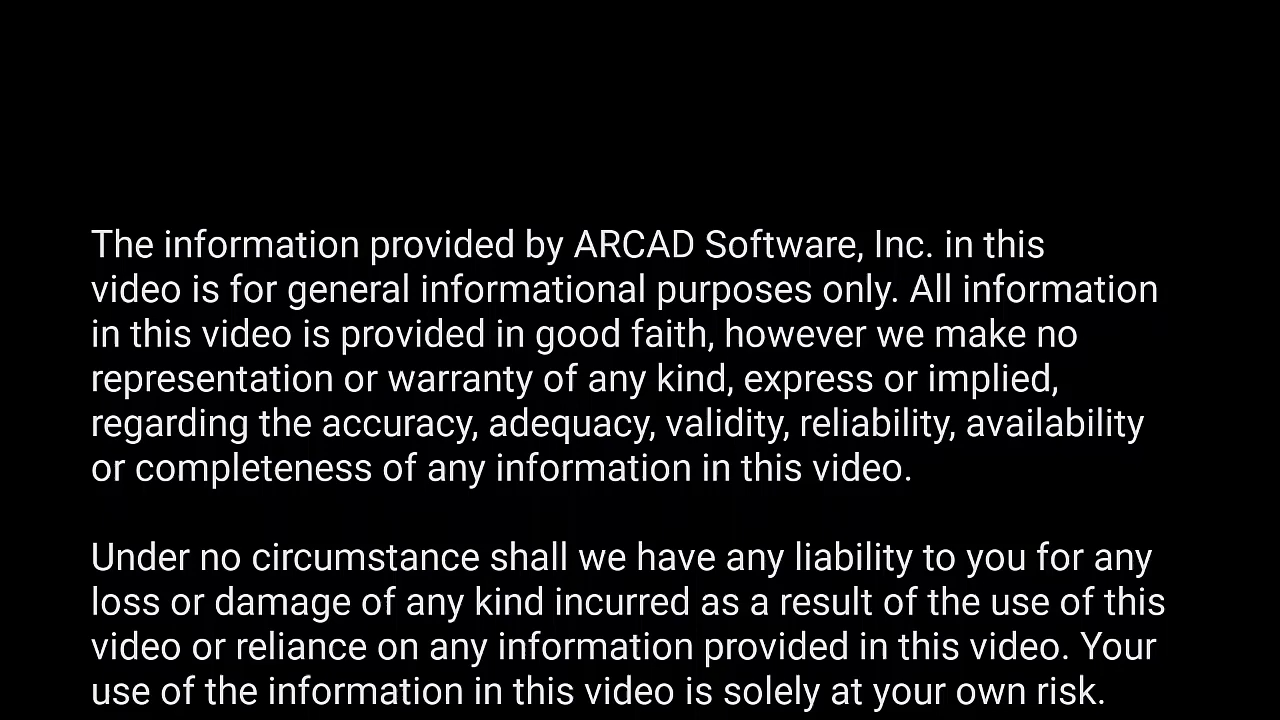 The information provided by ARCAD Software, Inc. in this
video is for general informational purposes only. All information
in this video is provided in good faith, however we make no
representation or warranty of any kind, express or implied,
regarding the accuracy, adequacy, validity, reliability, availability
or completeness of any information in this video.
Under no circumstance shall we have any liability to you for any
loss or damage of any kind incurred as a result of the use of this
video or reliance on any information provided in this video. Your
use of the information in this video is solely at your own risk.